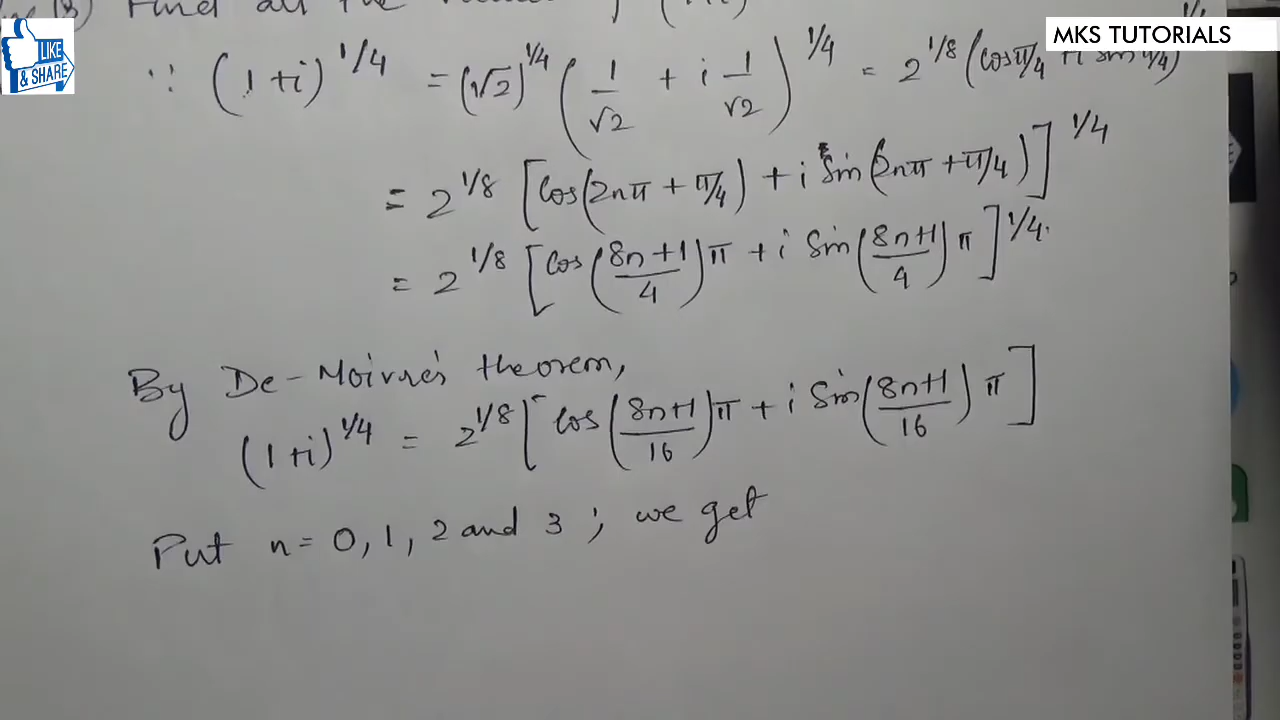 Find all the
MKS TUTORIALS
LIKE
& SHARE
∵ (1+i)^1/4 = (√2)^1/4 (1/√2 + i 1/√2)^1/4 = 2^1/8 (cos π/4 + i sin π/4)^1/4
= 2^1/8 [cos(2nπ + π/4) + i Sin(2nπ + π/4)]^1/4
= 2^1/8 [cos((8n+1)/4)π + i Sin((8n+1)/4)π]^1/4.
By De-Moivre's theorem,
(1+i)^1/4 = 2^1/8 [cos((8n+1)/16)π + i Sin((8n+1)/16)π]
Put n = 0, 1, 2 and 3 ; we get